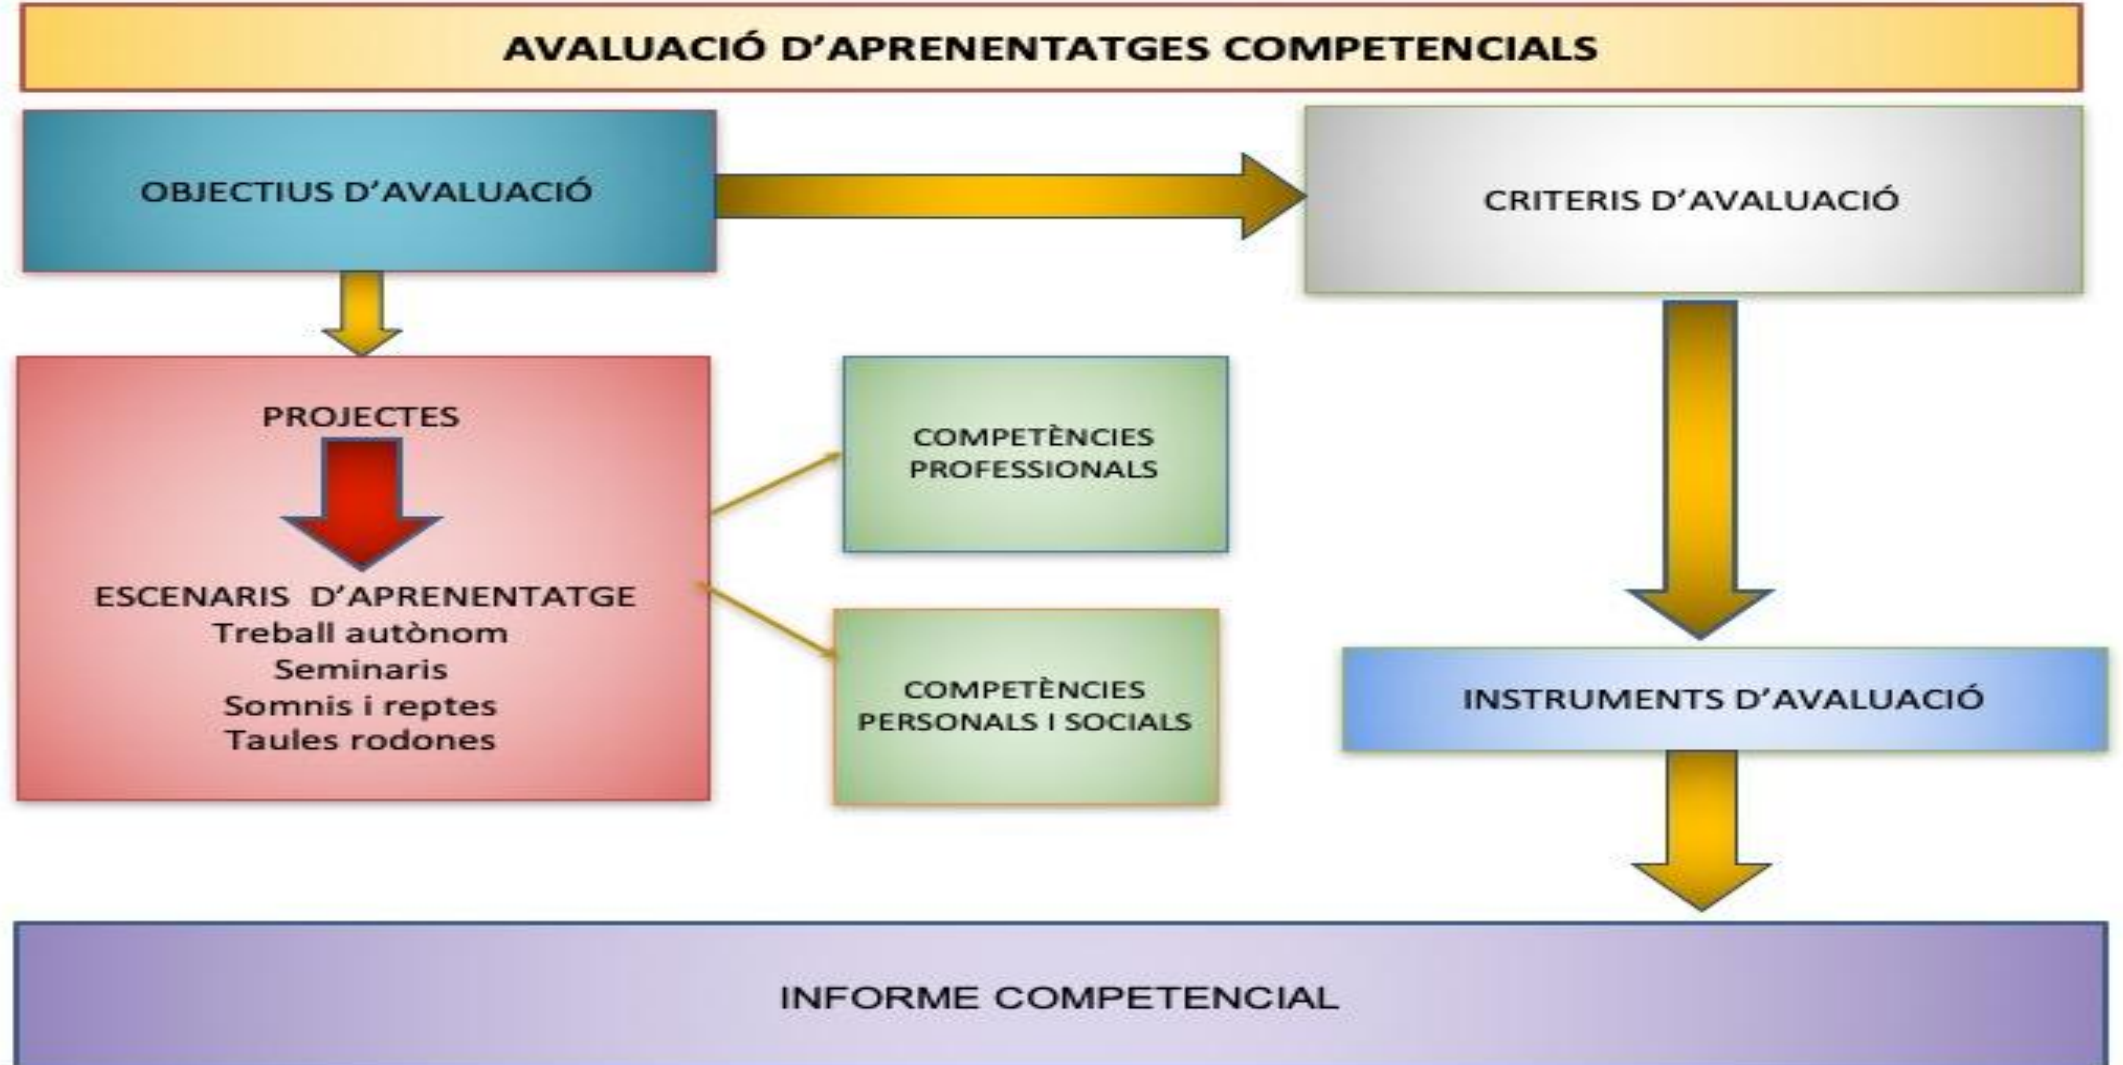 AVALUACIÓ D’APRENENTATGES COMPETENCIALS
OBJECTIUS D’AVALUACIÓ
CRITERIS D’AVALUACIÓ
PROJECTES
ESCENARIS D’APRENENTATGE
Treball autònom
Seminaris
Somnis i reptes
Taules rodones
COMPETÈNCIES
PROFESSIONALS
COMPETÈNCIES
PERSONALS I SOCIALS
INSTRUMENTS D’AVALUACIÓ
INFORME COMPETENCIAL